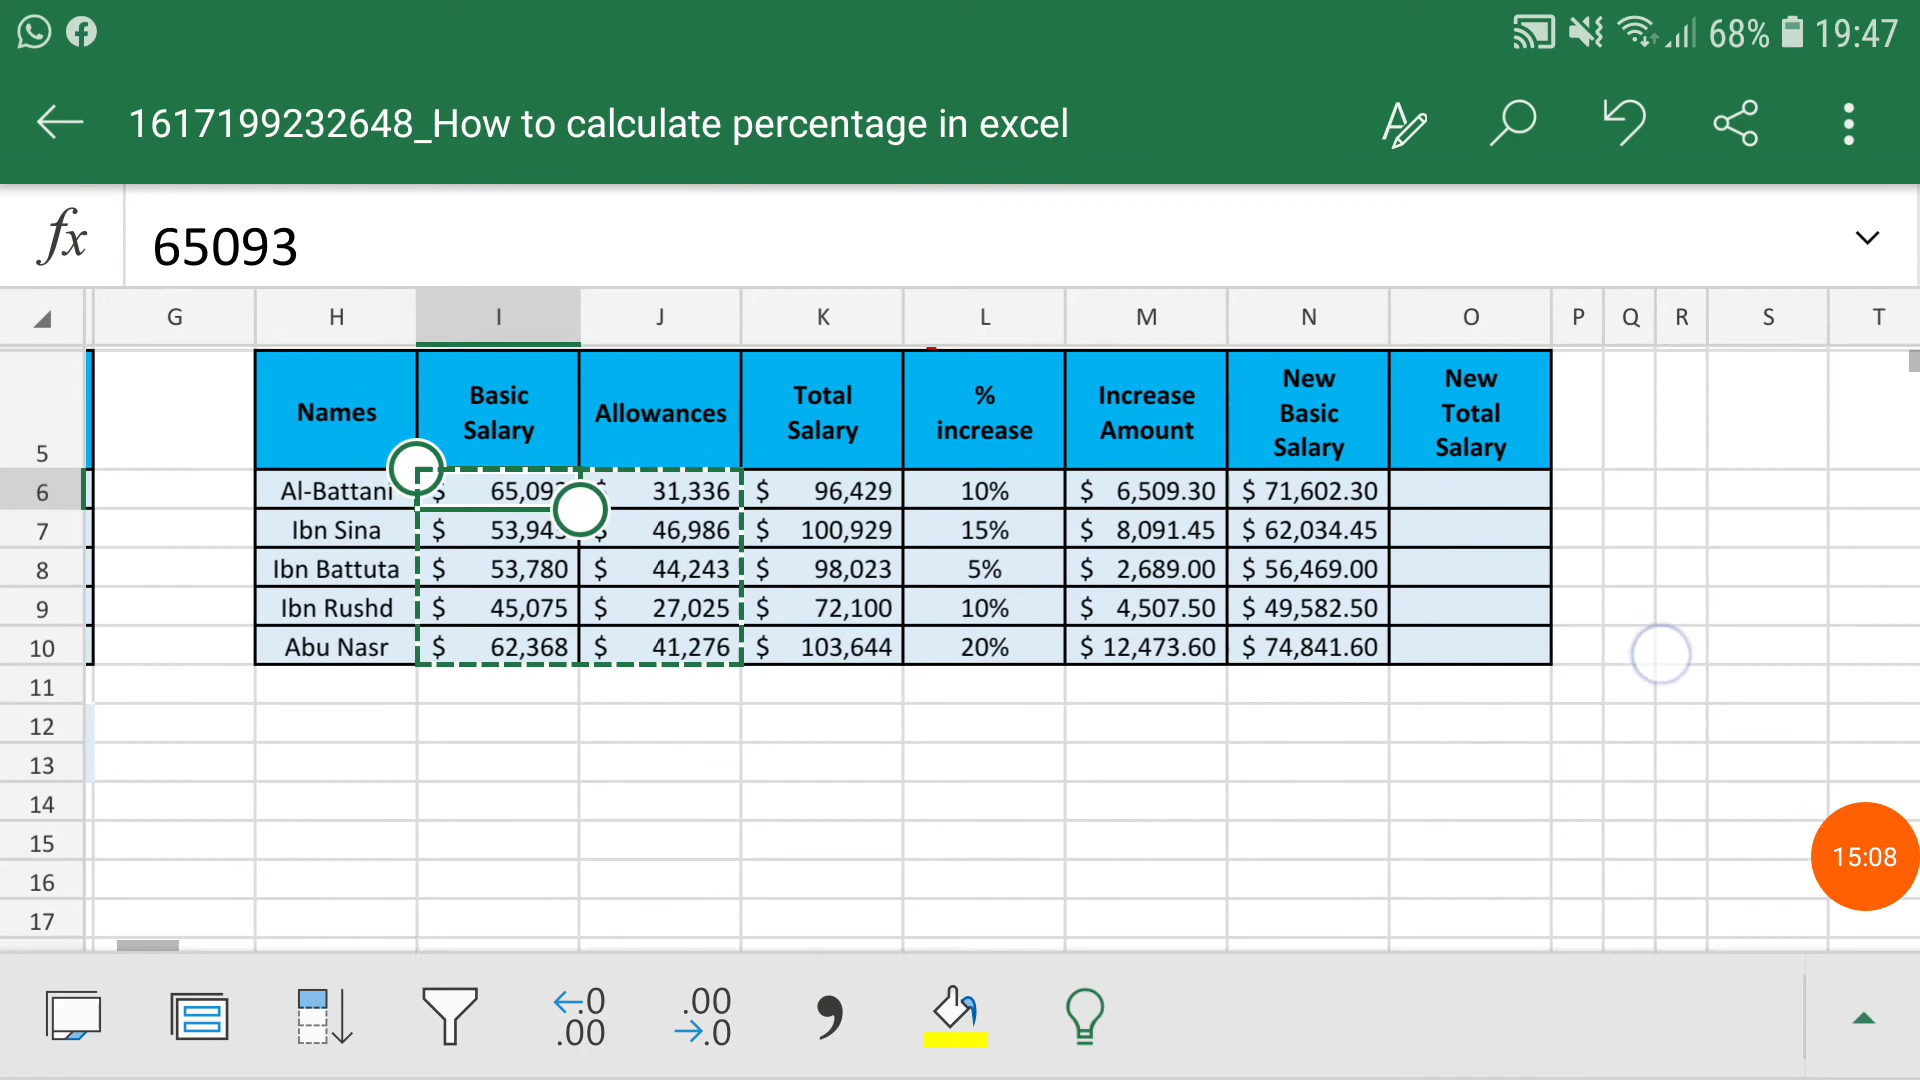 68% 19:47
1617199232648_How to calculate percentage in excel
fx 65093
G H I J K L M N O P Q R S T
5 Names Basic Salary Allowances Total Salary % increase Increase Amount New Basic Salary New Total Salary
6 Al-Battani $ 65,093 $ 31,336 $ 96,429 10% $ 6,509.30 $ 71,602.30
7 Ibn Sina $ 53,943 $ 46,986 $ 100,929 15% $ 8,091.45 $ 62,034.45
8 Ibn Battuta $ 53,780 $ 44,243 $ 98,023 5% $ 2,689.00 $ 56,469.00
9 Ibn Rushd $ 45,075 $ 27,025 $ 72,100 10% $ 4,507.50 $ 49,582.50
10 Abu Nasr $ 62,368 $ 41,276 $ 103,644 20% $ 12,473.60 $ 74,841.60
11
12
13
14
15
15:08
16
17
.0 .00
.00 .0